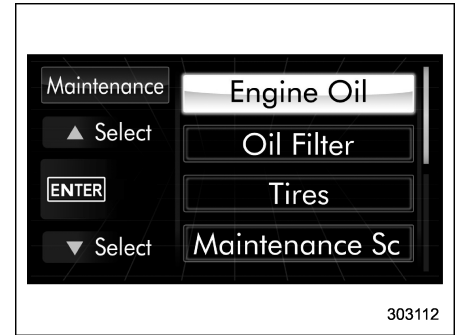 Maintenance
▲ Select
ENTER
▼ Select
Engine Oil
Oil Filter
Tires
Maintenance Sc
303112